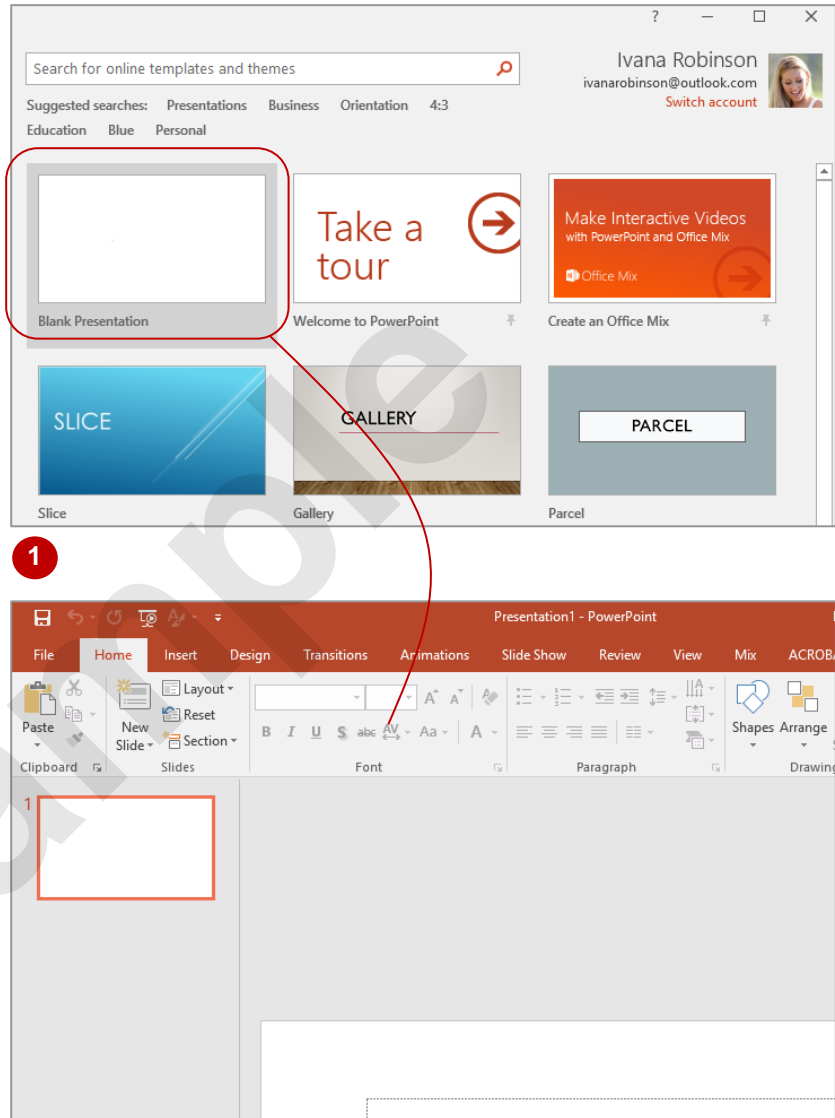 ?
Search for online templates and themes
Ivana Robinson
ivanarobinson@outlook.com
Switch account
Suggested searches: Presentations Business Orientation 4:3
Education Blue Personal
Take a
tour
Make Interactive Videos
with PowerPoint and Office Mix
Office Mix
Blank Presentation
Welcome to PowerPoint
Create an Office Mix
SLICE
GALLERY
PARCEL
Slice
Gallery
Parcel
1
Presentation1 - PowerPoint
File Home Insert Design Transitions Animations Slide Show Review View Mix ACROBA
Paste
New
Slide
Layout
Reset
Section
A A
B I U S abc AV Aa A
Shapes Arrange
Clipboard Slides Font Paragraph Drawing
1
ample